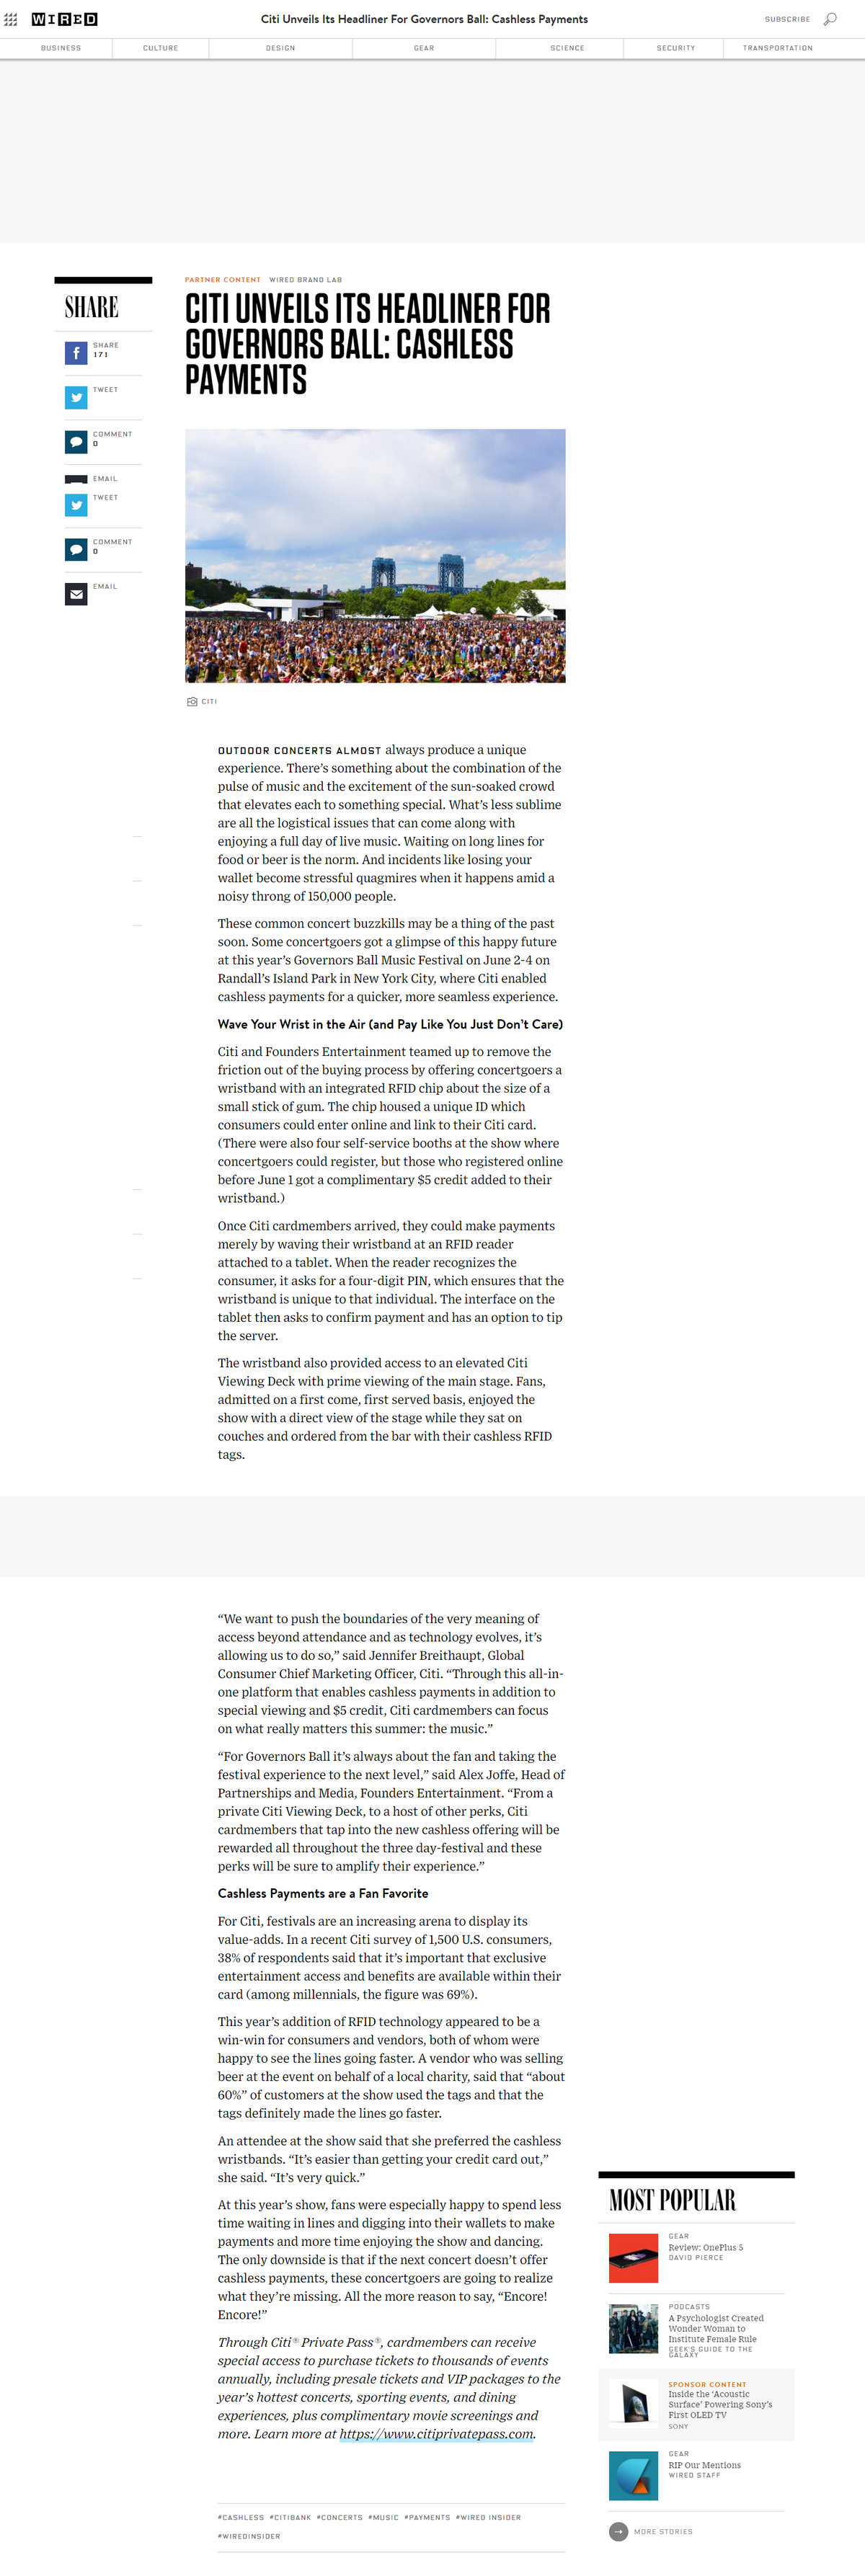 WIRED
Citi Unveils Its Headliner For Governors Ball: Cashless Payments
SUBSCRIBE
BUSINESS
CULTURE
DESIGN
GEAR
SCIENCE
SECURITY
TRANSPORTATION
SHARE
SHARE
171
TWEET
COMMENT
0
EMAIL
TWEET
COMMENT
0
EMAIL
PARTNER CONTENT WIRED BRAND LAB
CITI UNVEILS ITS HEADLINER FOR
GOVERNORS BALL: CASHLESS
PAYMENTS
CITI
OUTDOOR CONCERTS ALMOST always produce a unique
experience. There’s something about the combination of the
pulse of music and the excitement of the sun-soaked crowd
that elevates each to something special. What’s less sublime
are all the logistical issues that can come along with
enjoying a full day of live music. Waiting on long lines for
food or beer is the norm. And incidents like losing your
wallet become stressful quagmires when it happens amid a
noisy throng of 150,000 people.
These common concert buzzkills may be a thing of the past
soon. Some concertgoers got a glimpse of this happy future
at this year’s Governors Ball Music Festival on June 2-4 on
Randall’s Island Park in New York City, where Citi enabled
cashless payments for a quicker, more seamless experience.
Wave Your Wrist in the Air (and Pay Like You Just Don’t Care)
Citi and Founders Entertainment teamed up to remove the
friction out of the buying process by offering concertgoers a
wristband with an integrated RFID chip about the size of a
small stick of gum. The chip housed a unique ID which
consumers could enter online and link to their Citi card.
(There were also four self-service booths at the show where
concertgoers could register, but those who registered online
before June 1 got a complimentary $5 credit added to their
wristband.)
Once Citi cardmembers arrived, they could make payments
merely by waving their wristband at an RFID reader
attached to a tablet. When the reader recognizes the
consumer, it asks for a four-digit PIN, which ensures that the
wristband is unique to that individual. The interface on the
tablet then asks to confirm payment and has an option to tip
the server.
The wristband also provided access to an elevated Citi
Viewing Deck with prime viewing of the main stage. Fans,
admitted on a first come, first served basis, enjoyed the
show with a direct view of the stage while they sat on
couches and ordered from the bar with their cashless RFID
tags.
“We want to push the boundaries of the very meaning of
access beyond attendance and as technology evolves, it’s
allowing us to do so,” said Jennifer Breithaupt, Global
Consumer Chief Marketing Officer, Citi. “Through this all-in-
one platform that enables cashless payments in addition to
special viewing and $5 credit, Citi cardmembers can focus
on what really matters this summer: the music.”
“For Governors Ball it’s always about the fan and taking the
festival experience to the next level,” said Alex Joffe, Head of
Partnerships and Media, Founders Entertainment. “From a
private Citi Viewing Deck, to a host of other perks, Citi
cardmembers that tap into the new cashless offering will be
rewarded all throughout the three day-festival and these
perks will be sure to amplify their experience.”
Cashless Payments are a Fan Favorite
For Citi, festivals are an increasing arena to display its
value-adds. In a recent Citi survey of 1,500 U.S. consumers,
38% of respondents said that it’s important that exclusive
entertainment access and benefits are available within their
card (among millennials, the figure was 69%).
This year’s addition of RFID technology appeared to be a
win-win for consumers and vendors, both of whom were
happy to see the lines going faster. A vendor who was selling
beer at the event on behalf of a local charity, said that “about
60%” of customers at the show used the tags and that the
tags definitely made the lines go faster.
An attendee at the show said that she preferred the cashless
wristbands. “It’s easier than getting your credit card out,”
she said. “It’s very quick.”
At this year’s show, fans were especially happy to spend less
time waiting in lines and digging into their wallets to make
payments and more time enjoying the show and dancing.
The only downside is that if the next concert doesn’t offer
cashless payments, these concertgoers are going to realize
what they’re missing. All the more reason to say, “Encore!
Encore!”
Through Citi® Private Pass®, cardmembers can receive
special access to purchase tickets to thousands of events
annually, including presale tickets and VIP packages to the
year’s hottest concerts, sporting events, and dining
experiences, plus complimentary movie screenings and
more. Learn more at https://www.citiprivatepass.com.
#CASHLESS #CITIBANK #CONCERTS #MUSIC #PAYMENTS #WIRED INSIDER
#WIREDINSIDER
MOST POPULAR
GEAR
Review: OnePlus 5
DAVID PIERCE
PODCASTS
A Psychologist Created
Wonder Woman to
Institute Female Rule
GEEK'S GUIDE TO THE
GALAXY
SPONSOR CONTENT
Inside the ‘Acoustic
Surface’ Powering Sony’s
First OLED TV
SONY
GEAR
RIP Our Mentions
WIRED STAFF
MORE STORIES